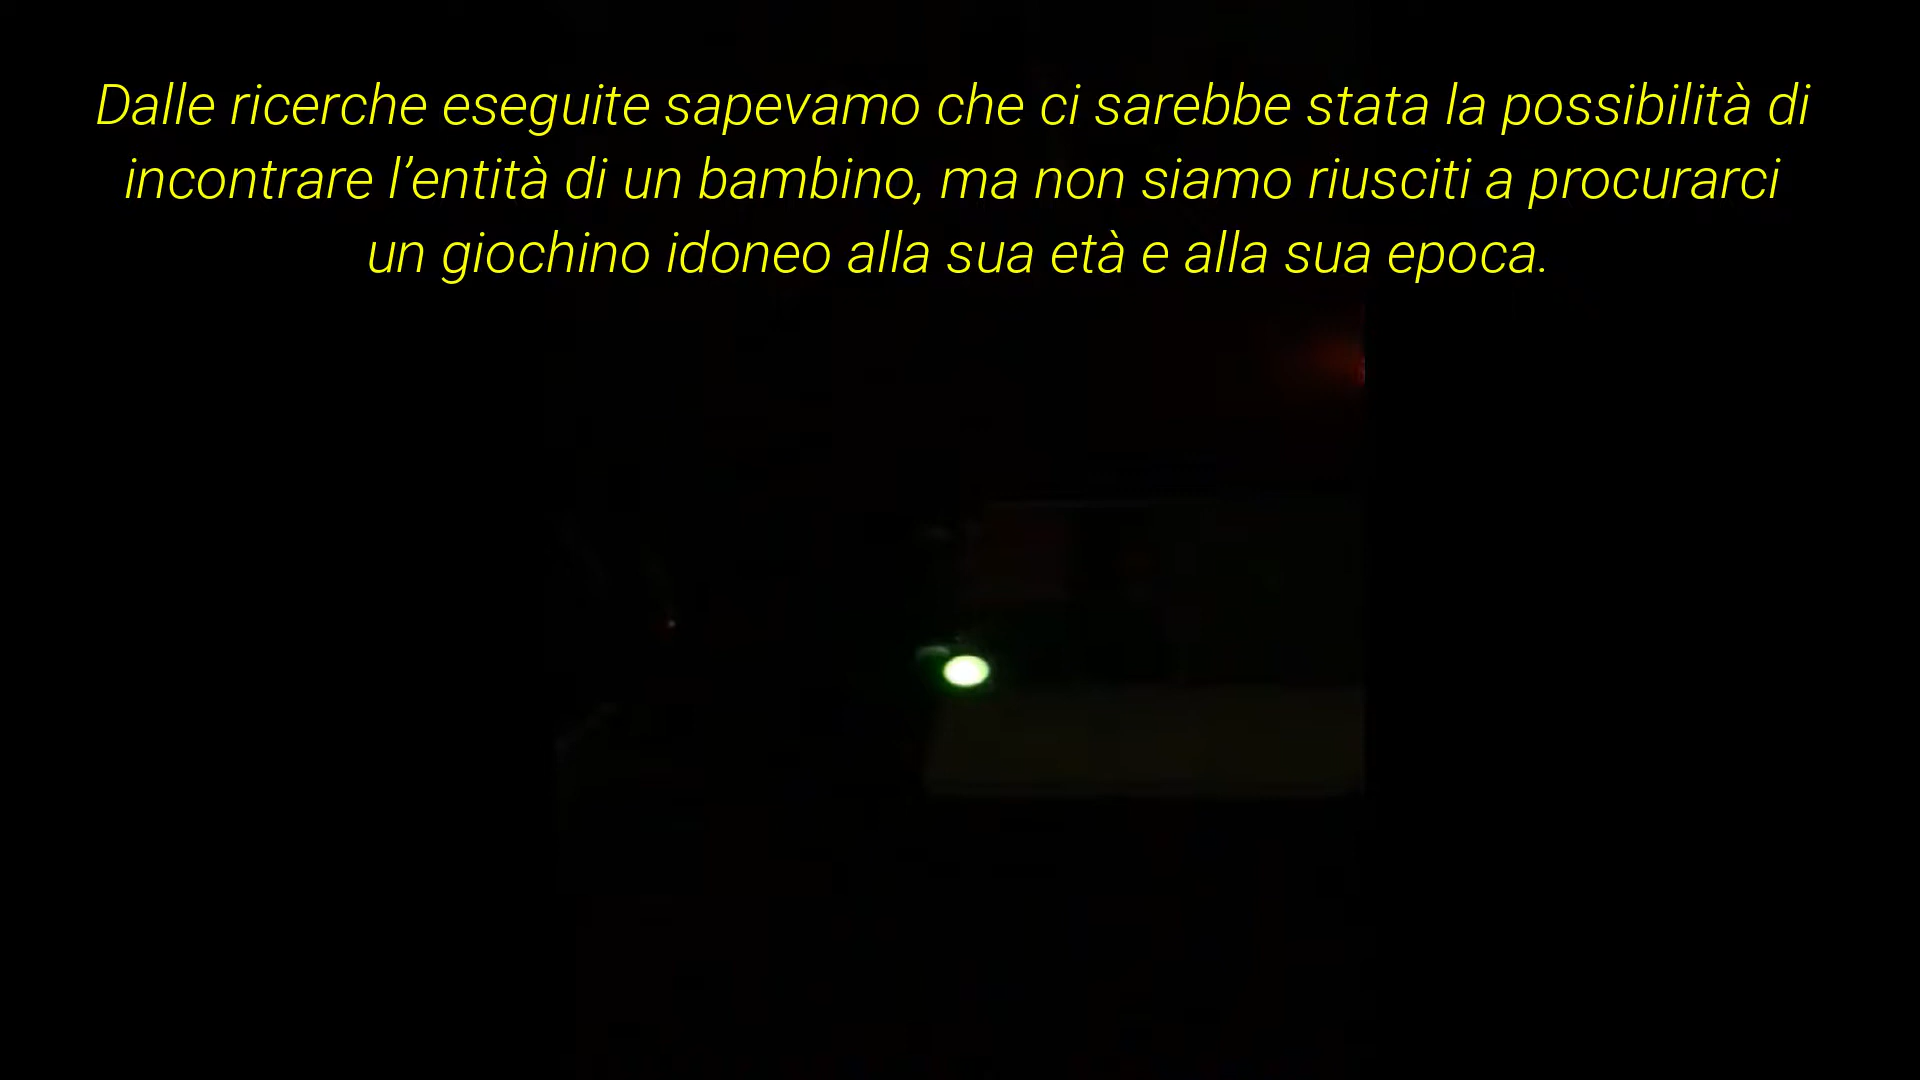 Dalle ricerche eseguite sapevamo che ci sarebbe stata la possibilità di
incontrare l’entità di un bambino, ma non siamo riusciti a procurarci
un giochino idoneo alla sua età e alla sua epoca.